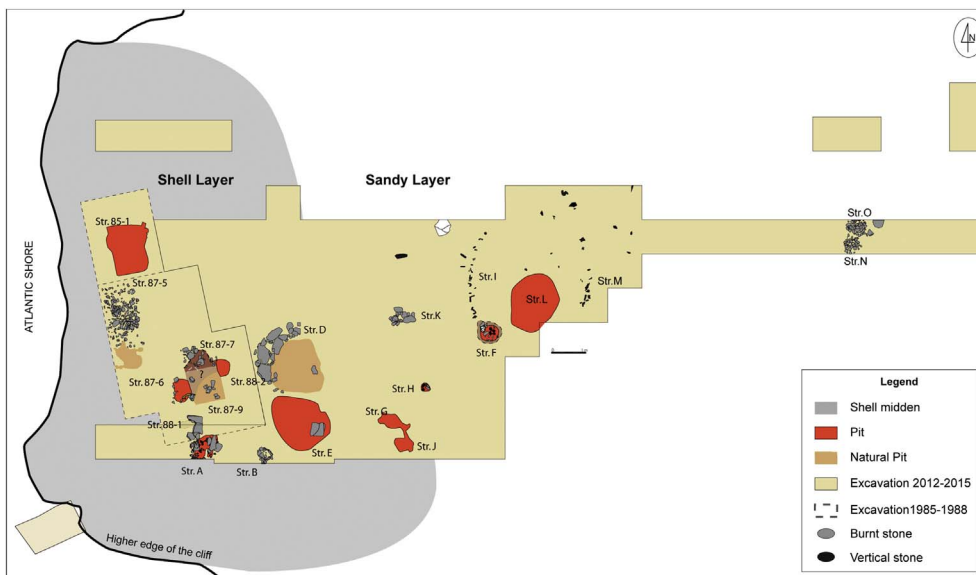 N
Shell Layer
Sandy Layer
ATLANTIC SHORE
Str. 85-1
Str. 87-5
Str. 87-7
?
Str. 87-6
Str. 88-2
Str. 87-9
Str. 88-1
Str. A
Str. B
Str. D
Str. E
Str. K
Str. H
Str. G
Str. J
Str. I
Str. F
Str. L
Str. M
Str. O
Str. N
Higher edge of the cliff
Legend
Shell midden
Pit
Natural Pit
Excavation 2012-2015
Excavation1985-1988
Burnt stone
Vertical stone